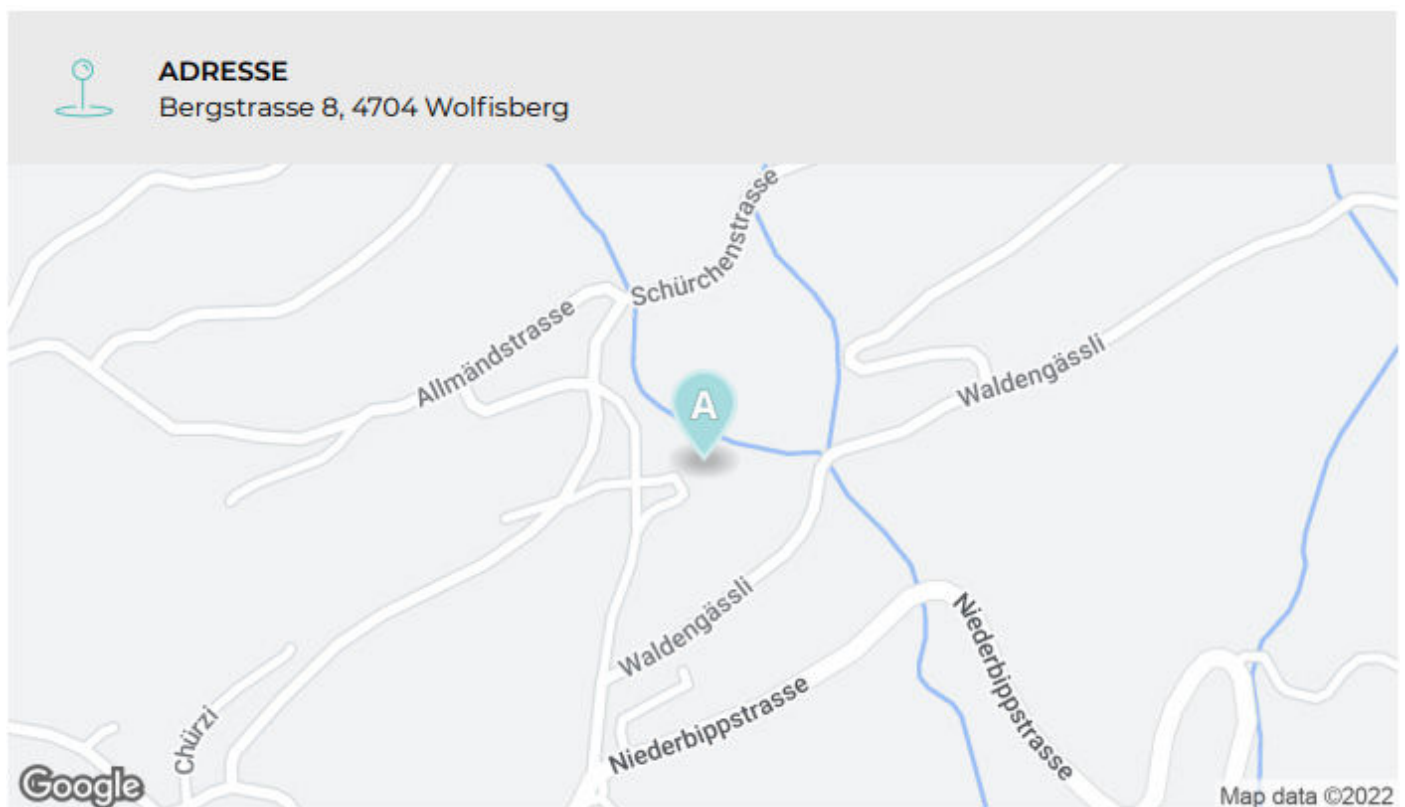 ADRESSE
Bergstrasse 8, 4704 Wolfisberg
Schürchenstrasse
Allmändstrasse
Waldengässli
A
Waldengässli
Niederbippstrasse
Niederbippstrasse
Chürzi
Google
Map data ©2022